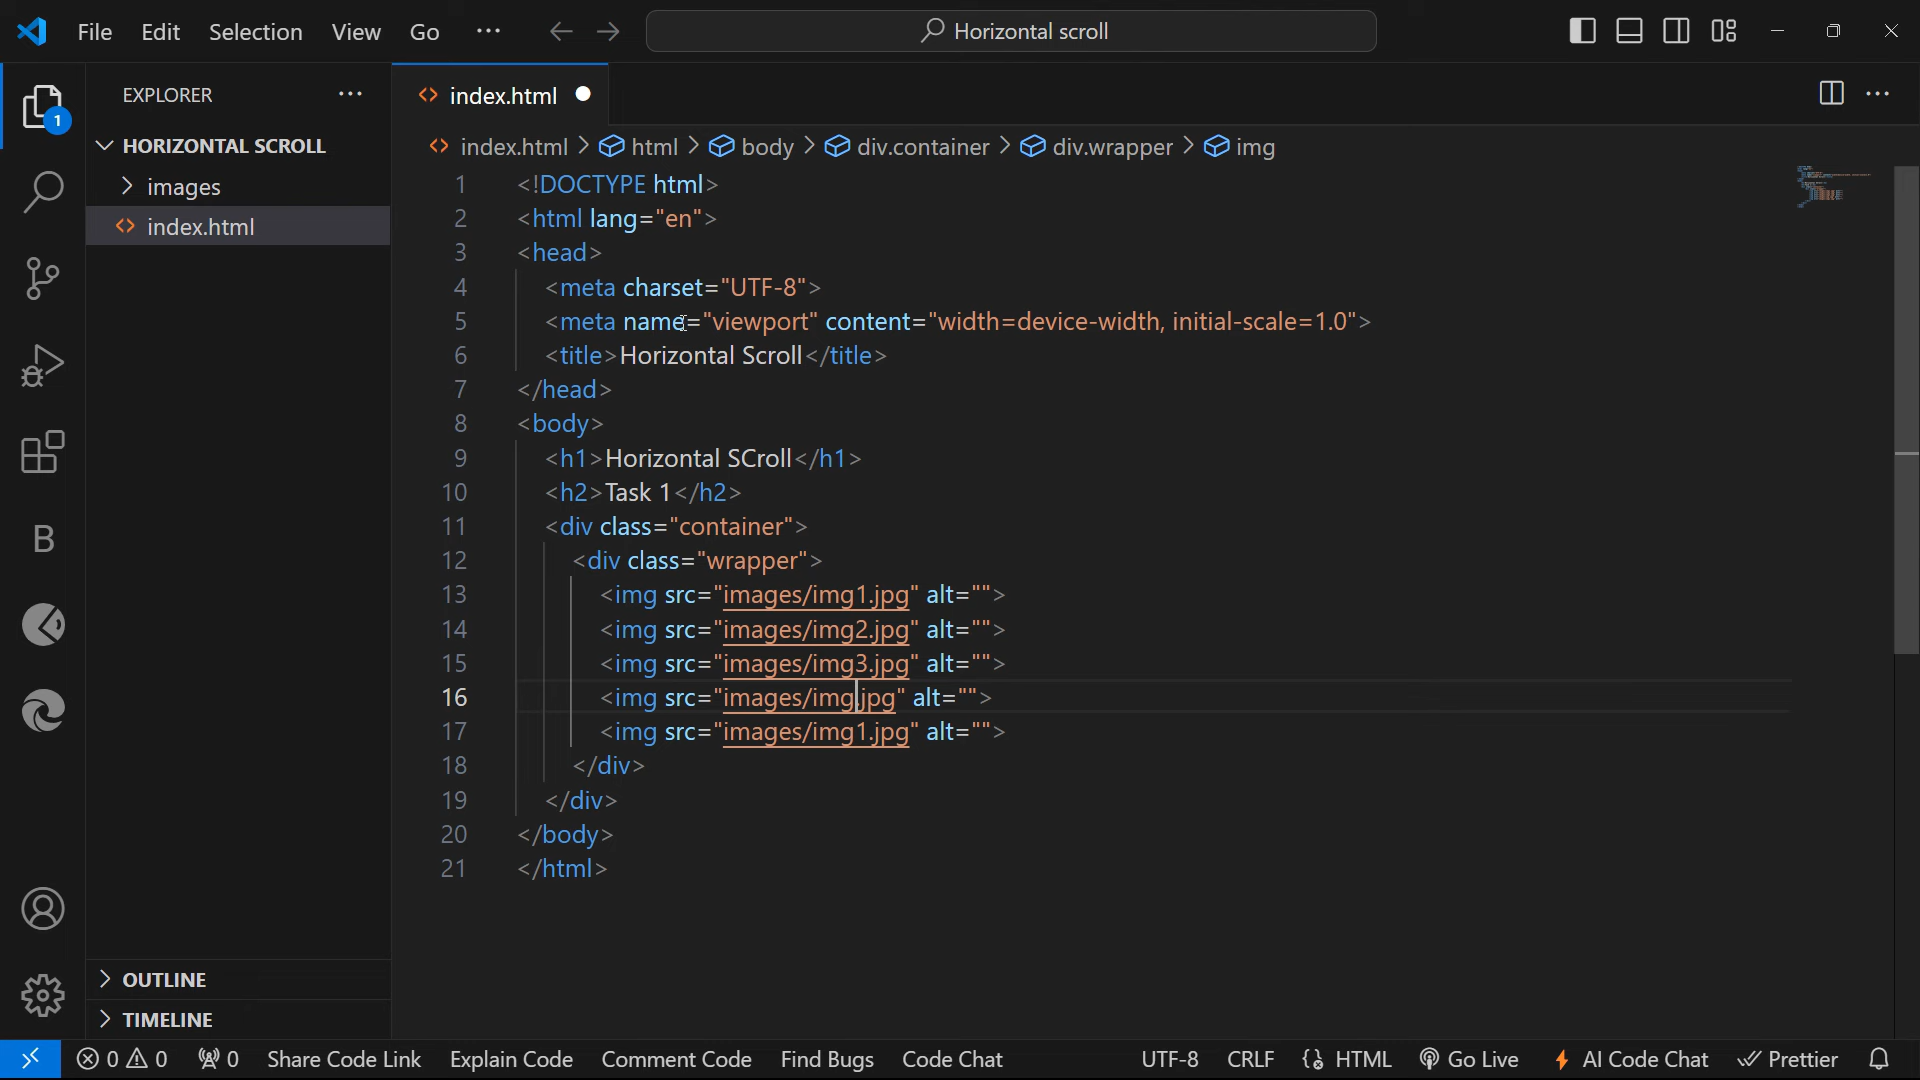 File Edit Selection View Go ··· Horizontal scroll
EXPLORER ···
1
HORIZONTAL SCROLL
images
index.html
index.html
index.html > html > body > div.container > div.wrapper > img
1 <!DOCTYPE html>
2 <html lang="en">
3 <head>
4 <meta charset="UTF-8">
5 <meta name="viewport" content="width=device-width, initial-scale=1.0">
6 <title>Horizontal Scroll</title>
7 </head>
8 <body>
9 <h1>Horizontal SCroll</h1>
10 <h2>Task 1</h2>
11 <div class="container">
12 <div class="wrapper">
13 <img src="images/img1.jpg" alt="">
14 <img src="images/img2.jpg" alt="">
15 <img src="images/img3.jpg" alt="">
16 <img src="images/img.jpg" alt="">
17 <img src="images/img1.jpg" alt="">
18 </div>
19 </div>
20 </body>
21 </html>
B
OUTLINE
TIMELINE
0 0 0 Share Code Link Explain Code Comment Code Find Bugs Code Chat UTF-8 CRLF {} HTML Go Live AI Code Chat Prettier